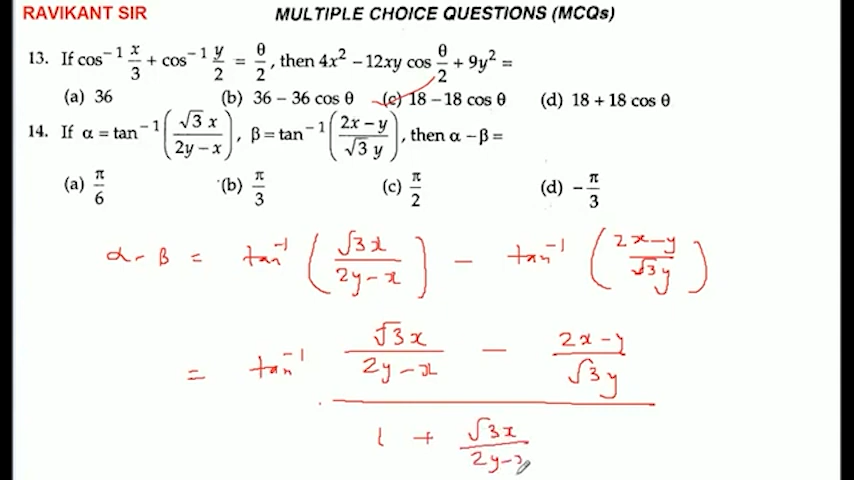 RAVIKANT SIR MULTIPLE CHOICE QUESTIONS (MCQs)
13. If cos⁻¹ x/3 + cos⁻¹ y/2 = θ/2, then 4x² – 12xy cos θ/2 + 9y² =
(a) 36 (b) 36 – 36 cos θ (c) 18 – 18 cos θ (d) 18 + 18 cos θ
14. If α = tan⁻¹(√3 x/(2y – x)), β = tan⁻¹((2x – y)/(√3 y)), then α – β =
(a) π/6 (b) π/3 (c) π/2 (d) – π/3
α – β = tan⁻¹(√3x/(2y – x)) – tan⁻¹((2x – y)/(√3y))
= tan⁻¹ √3x/(2y – x) – (2x – y)/(√3y)
1 + √3x/(2y – x